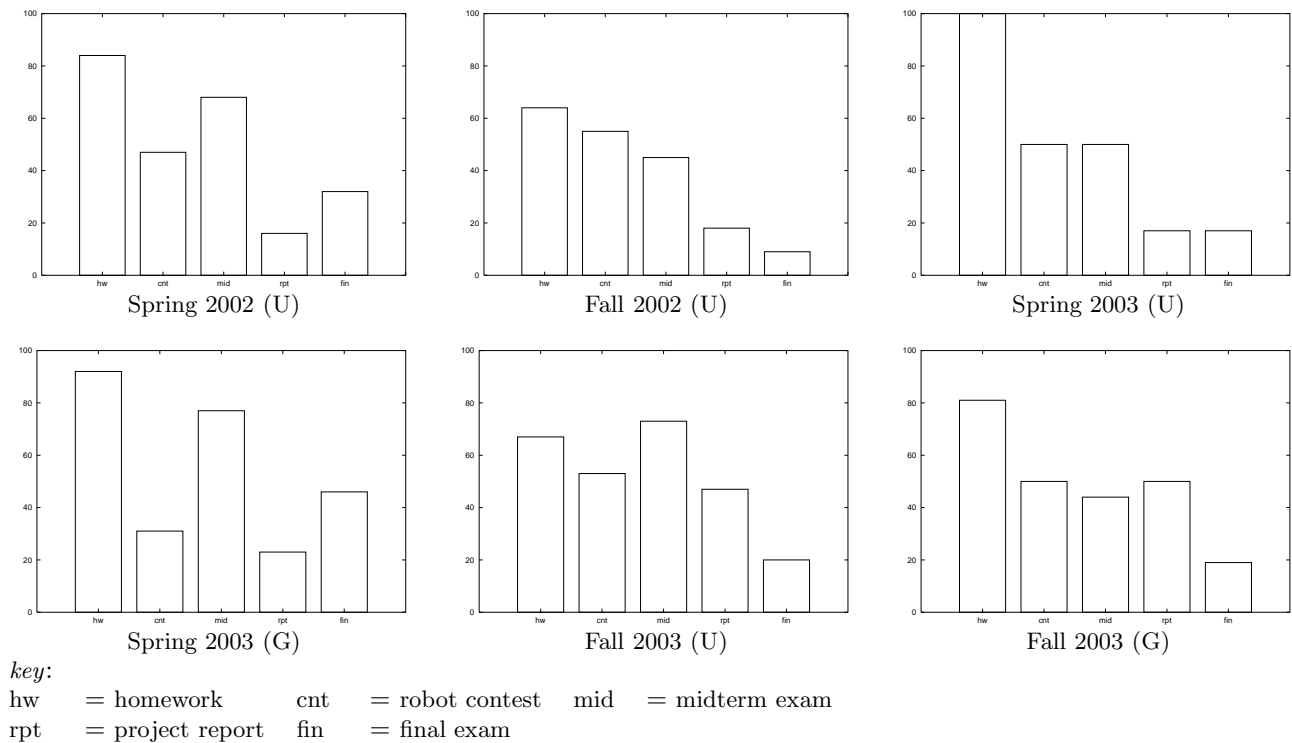 100
80
60
40
20
0
hw cnt mid rpt fin
Spring 2002 (U)
100
80
60
40
20
0
hw cnt mid rpt fin
Fall 2002 (U)
100
80
60
40
20
0
hw cnt mid rpt fin
Spring 2003 (U)
100
80
60
40
20
0
hw cnt mid rpt fin
Spring 2003 (G)
100
80
60
40
20
0
hw cnt mid rpt fin
Fall 2003 (U)
100
80
60
40
20
0
hw cnt mid rpt fin
Fall 2003 (G)
key:
hw = homework cnt = robot contest mid = midterm exam
rpt = project report fin = final exam